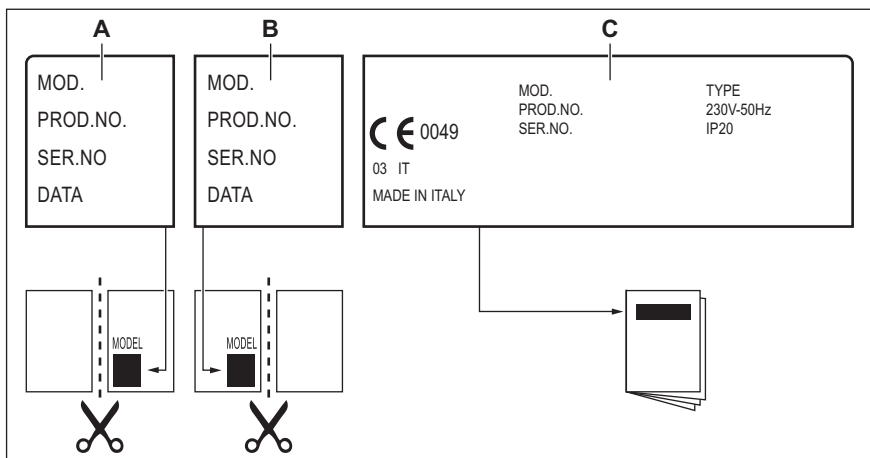 A
B
C
MOD.
PROD.NO.
SER.NO
DATA
MOD.
PROD.NO.
SER.NO
DATA
MOD.
PROD.NO.
SER.NO.
TYPE
230V-50Hz
IP20
CE 0049
03 IT
MADE IN ITALY
MODEL
MODEL